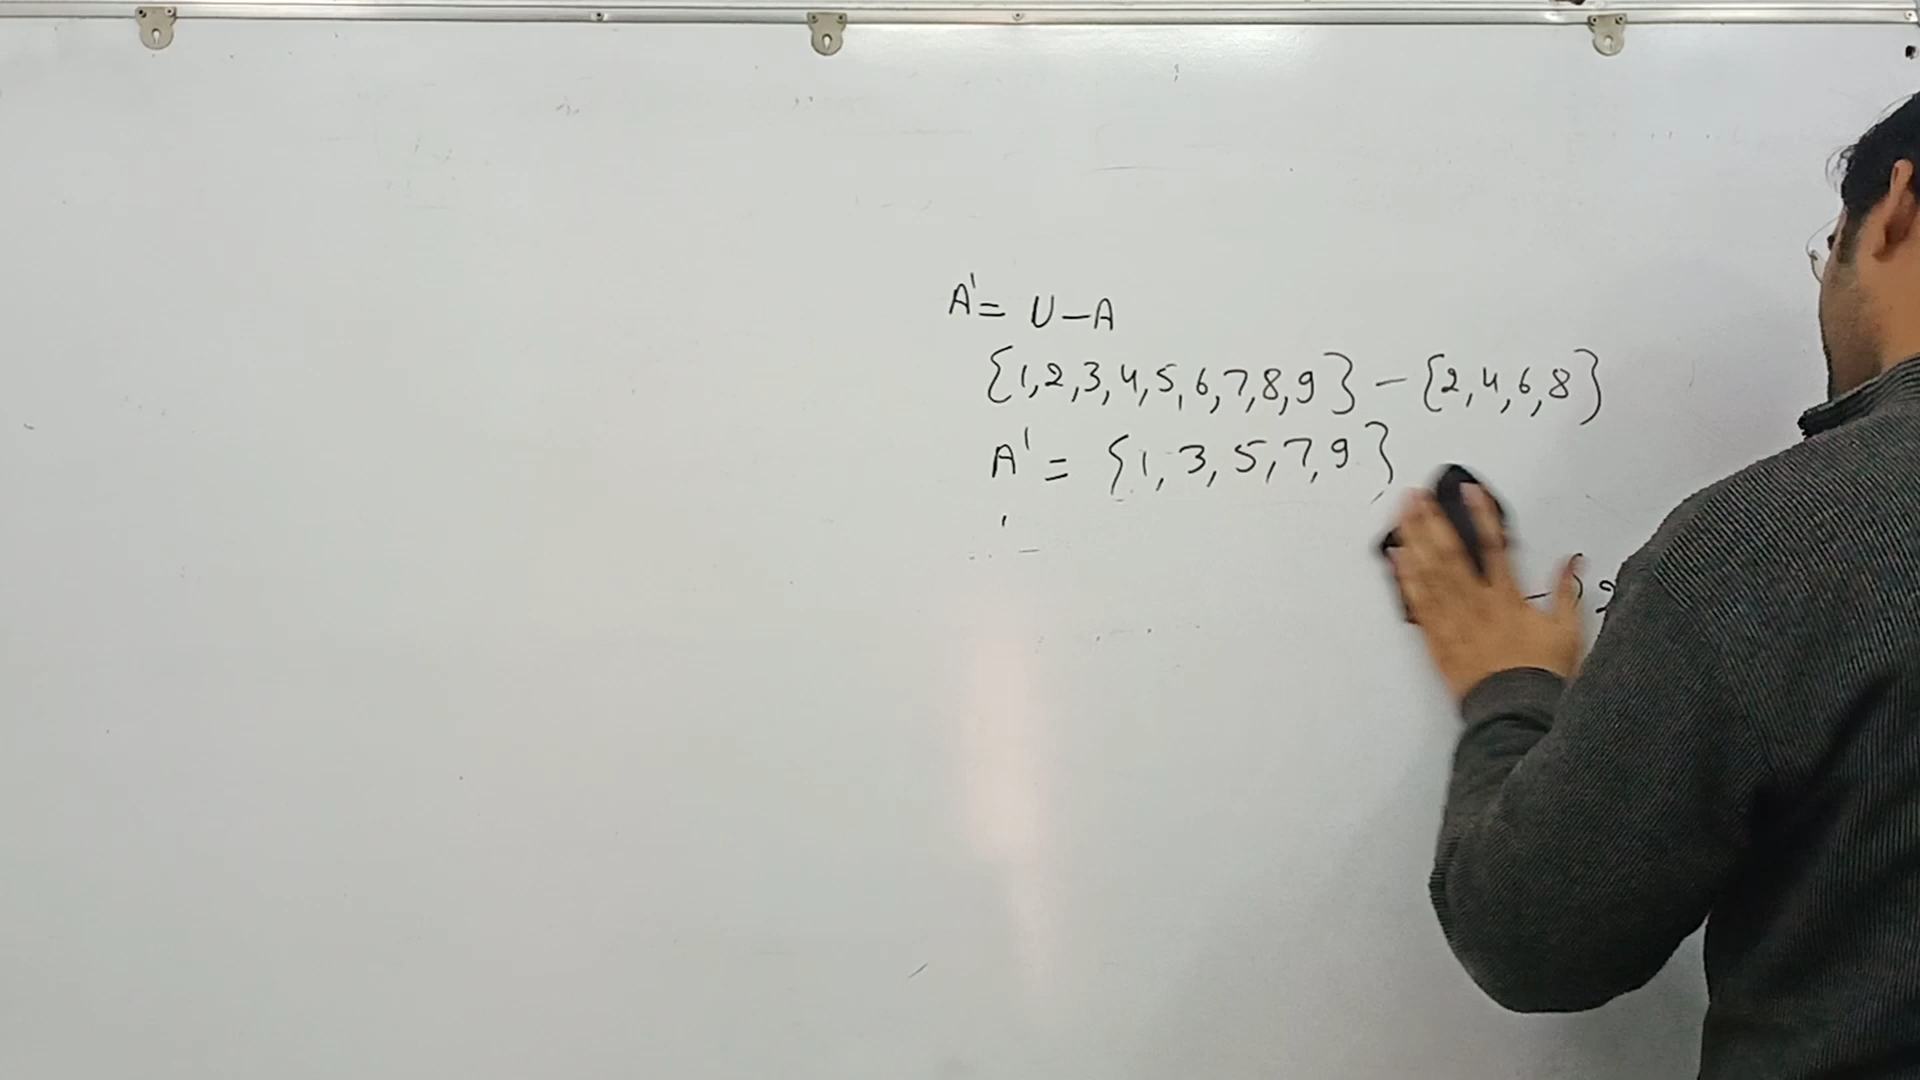 A' = U - A
{1,2,3,4,5,6,7,8,9} - {2,4,6,8}
A' = {1,3,5,7,9}